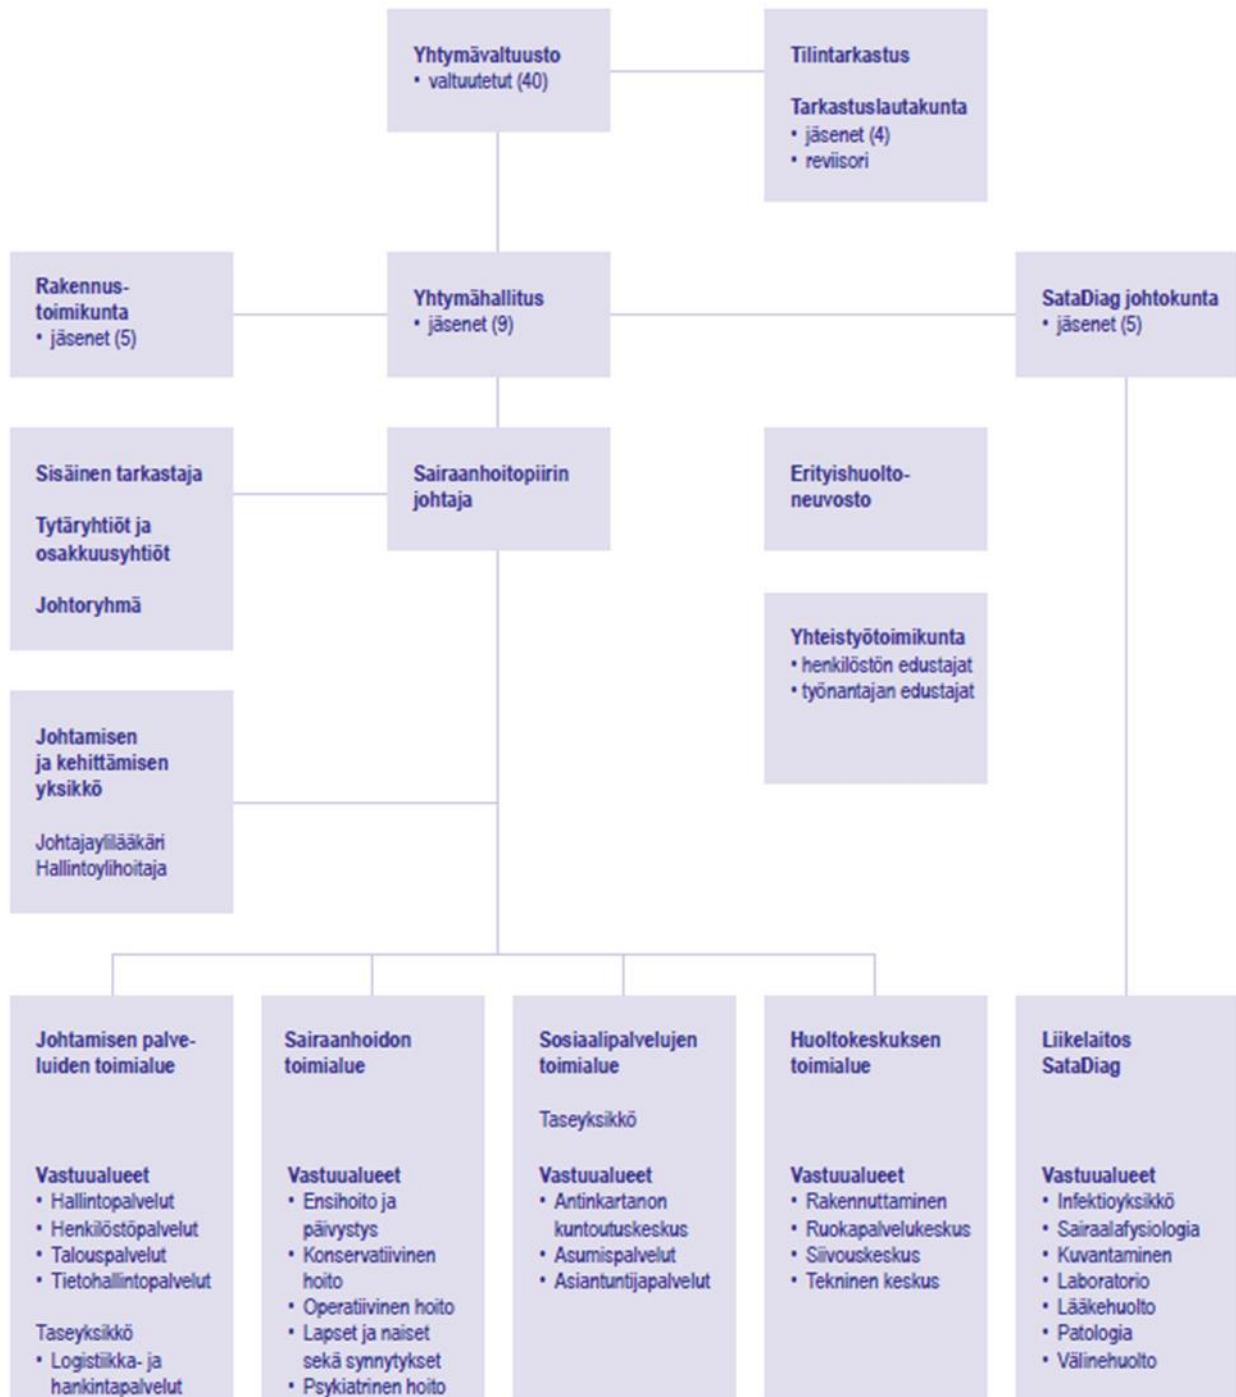 Yhtymävaltuusto
• valtuutetut (40)
Tilintarkastus
Tarkastuslautakunta
• jäsenet (4)
• reviisori
Rakennus-
toimikunta
• jäsenet (5)
Yhtymähallitus
• jäsenet (9)
SataDiag johtokunta
• jäsenet (5)
Sisäinen tarkastaja
Tytäryhtiöt ja
osakkuusyhtiöt
Johtoryhmä
Sairaanhoitopiirin
johtaja
Erityishuolto-
neuvosto
Yhteistyötoimikunta
• henkilöstön edustajat
• työnantajan edustajat
Johtamisen
ja kehittämisen
yksikkö
Johtajaylilääkäri
Hallintoylihoitaja
Johtamisen palve-
luiden toimialue
Vastuualueet
• Hallintopalvelut
• Henkilöstöpalvelut
• Talouspalvelut
• Tietohallintopalvelut
Taseyksikkö
• Logistiikka- ja
hankintapalvelut
Sairaanhoidon
toimialue
Vastuualueet
• Ensihoito ja
päivystys
• Konservatiivinen
hoito
• Operatiivinen hoito
• Lapset ja naiset
sekä synnytykset
• Psykiatrinen hoito
Sosiaalipalvelujen
toimialue
Taseyksikkö
Vastuualueet
• Antinkartanon
kuntoutuskeskus
• Asumispalvelut
• Asiantuntijapalvelut
Huoltokeskuksen
toimialue
Vastuualueet
• Rakennuttaminen
• Ruokapalvelukeskus
• Siivouskeskus
• Tekninen keskus
Liikelaitos
SataDiag
Vastuualueet
• Infektioyksikkö
• Sairaalafysiologia
• Kuvantaminen
• Laboratorio
• Lääkehuolto
• Patologia
• Välinehuolto